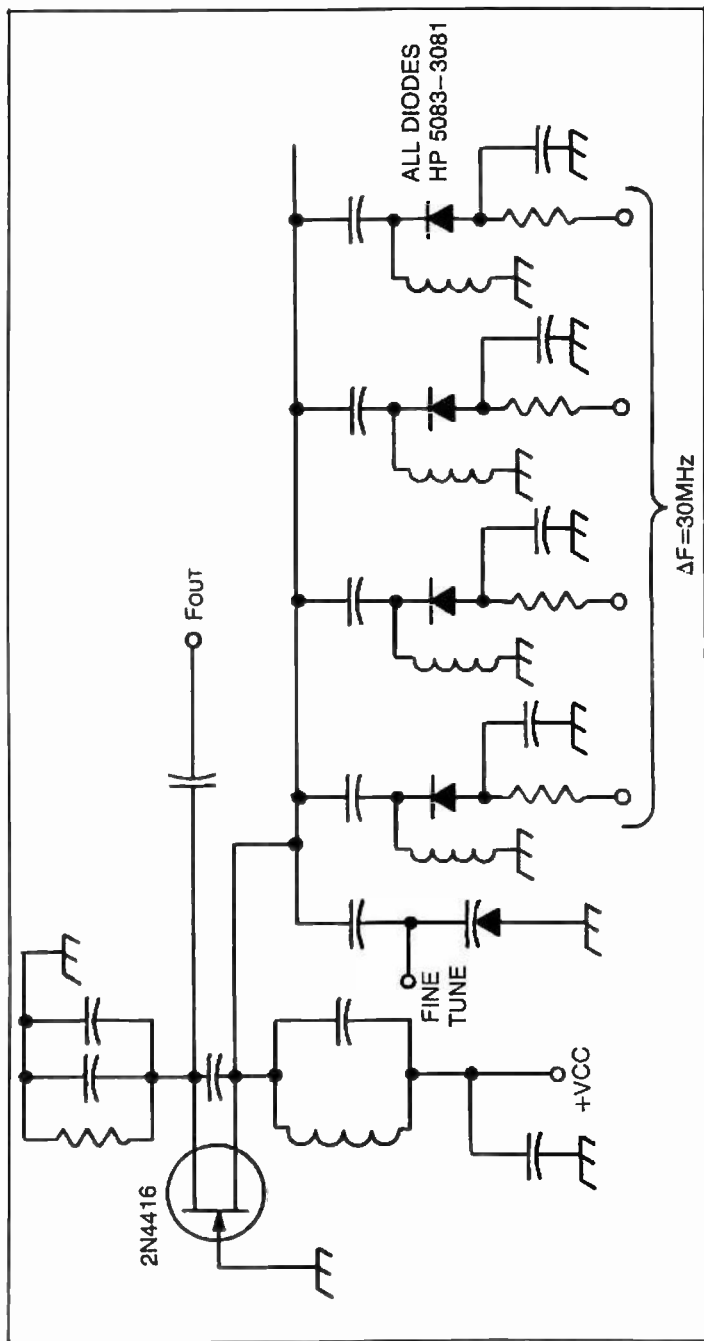 2N4416
FOUT
ALL DIODES
HP 5083–3081
FINE
TUNE
+VCC
ΔF=30MHz